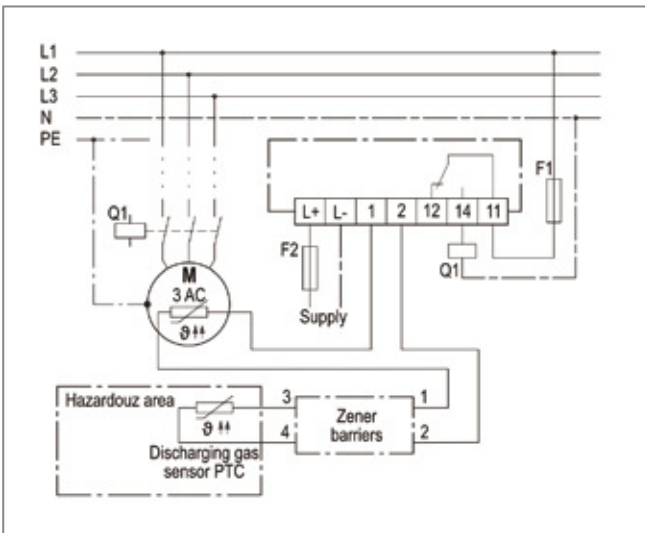 L1
L2
L3
N
PE
F1
L+ L- 1 2 12 14 11
Q1
F2
Q1
M
3 AC
ϑ
Supply
Hazardouz area
3
1
Zener
barriers
ϑ
4
2
Discharging gas
sensor PTC